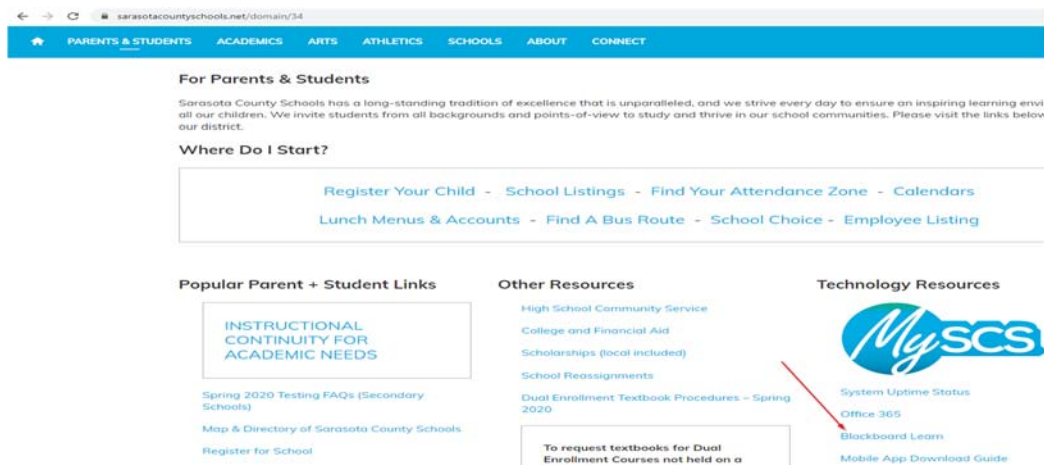 sarasotacountyschools.net/domain/34
PARENTS & STUDENTS ACADEMICS ARTS ATHLETICS SCHOOLS ABOUT CONNECT
For Parents & Students
Sarasota County Schools has a long-standing tradition of excellence that is unparalleled, and we strive every day to ensure an inspiring learning envi
all our children. We invite students from all backgrounds and points-of-view to study and thrive in our school communities. Please visit the links below
our district.
Where Do I Start?
Register Your Child - School Listings - Find Your Attendance Zone - Calendars
Lunch Menus & Accounts - Find A Bus Route - School Choice - Employee Listing
Popular Parent + Student Links
INSTRUCTIONAL
CONTINUITY FOR
ACADEMIC NEEDS
Spring 2020 Testing FAQs (Secondary
Schools)
Map & Directory of Sarasota County Schools
Register for School
Other Resources
High School Community Service
College and Financial Aid
Scholarships (local included)
School Reassignments
Dual Enrollment Textbook Procedures – Spring
2020
To request textbooks for Dual
Enrollment Courses not held on a
Technology Resources
MySCS
System Uptime Status
Office 365
Blackboard Learn
Mobile App Download Guide